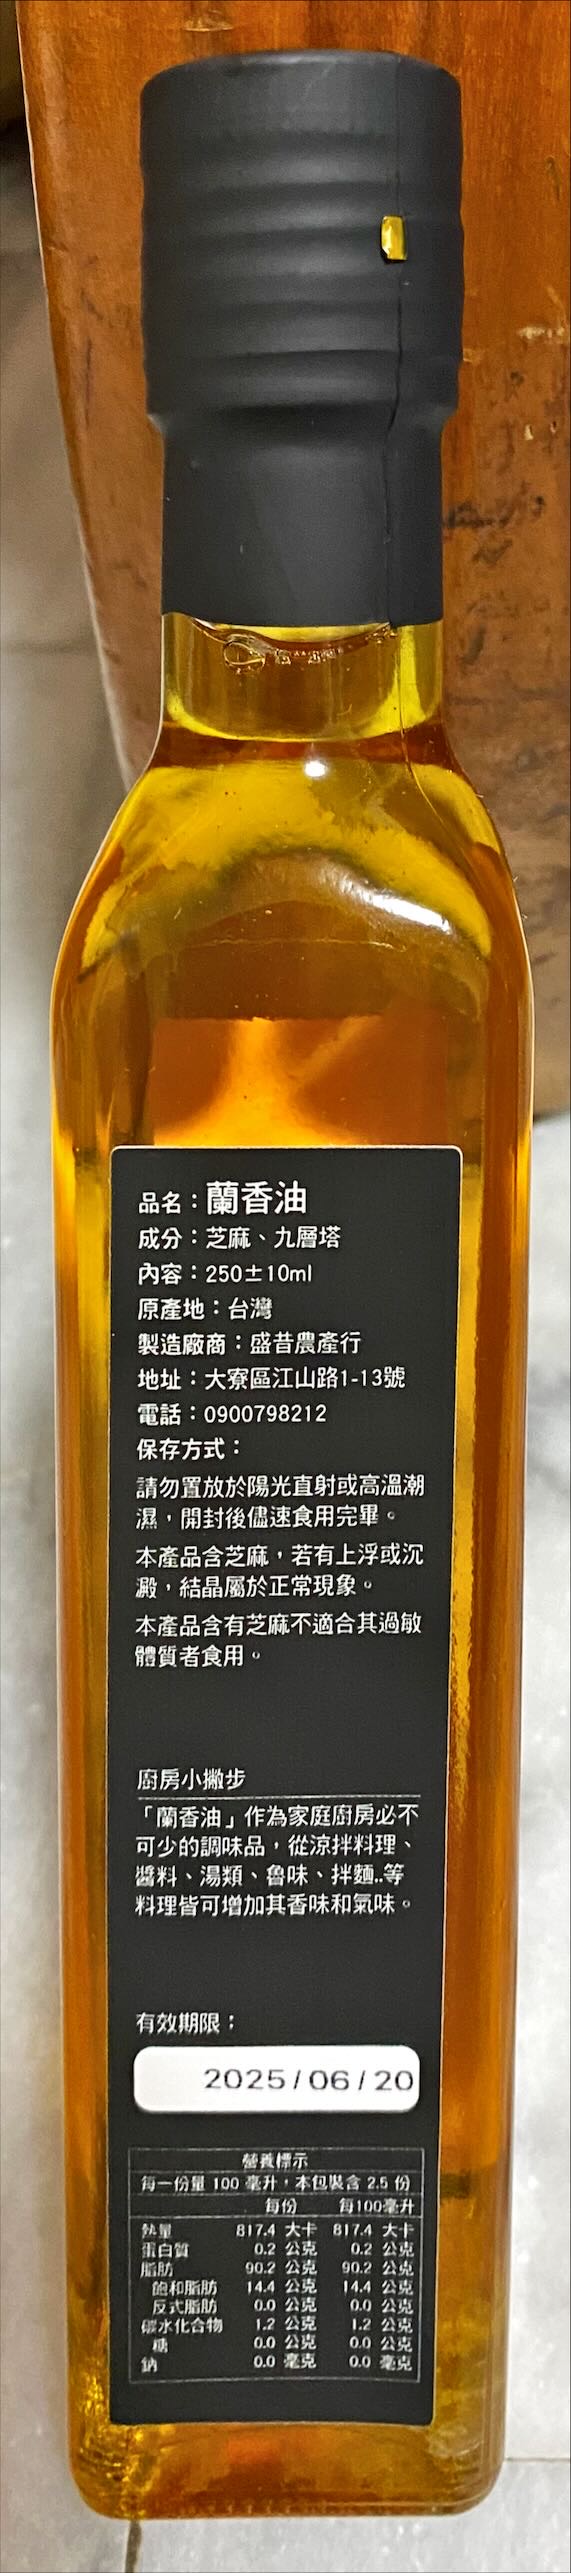 品名：蘭香油
成分：芝麻、九層塔
內容：250±10ml
原產地：台灣
製造廠商：盛昔農產行
地址：大寮區江山路1-13號
電話：0900798212
保存方式：
請勿置放於陽光直射或高溫潮
濕，開封後儘速食用完畢。
本產品含芝麻，若有上浮或沉
澱，結晶屬於正常現象。
本產品含有芝麻不適合其過敏
體質者食用。
廚房小撇步
「蘭香油」作為家庭廚房必不
可少的調味品，從涼拌料理、
醬料、湯類、魯味、拌麵..等
料理皆可增加其香味和氣味。
有效期限：
2025/06/20
營養標示
每一份量 100 毫升，本包裝含 2.5 份
每份 每100毫升
熱量 817.4 大卡 817.4 大卡
蛋白質 0.2 公克 0.2 公克
脂肪 90.2 公克 90.2 公克
飽和脂肪 14.4 公克 14.4 公克
反式脂肪 0.0 公克 0.0 公克
碳水化合物 1.2 公克 1.2 公克
糖 0.0 公克 0.0 公克
鈉 0.0 毫克 0.0 毫克